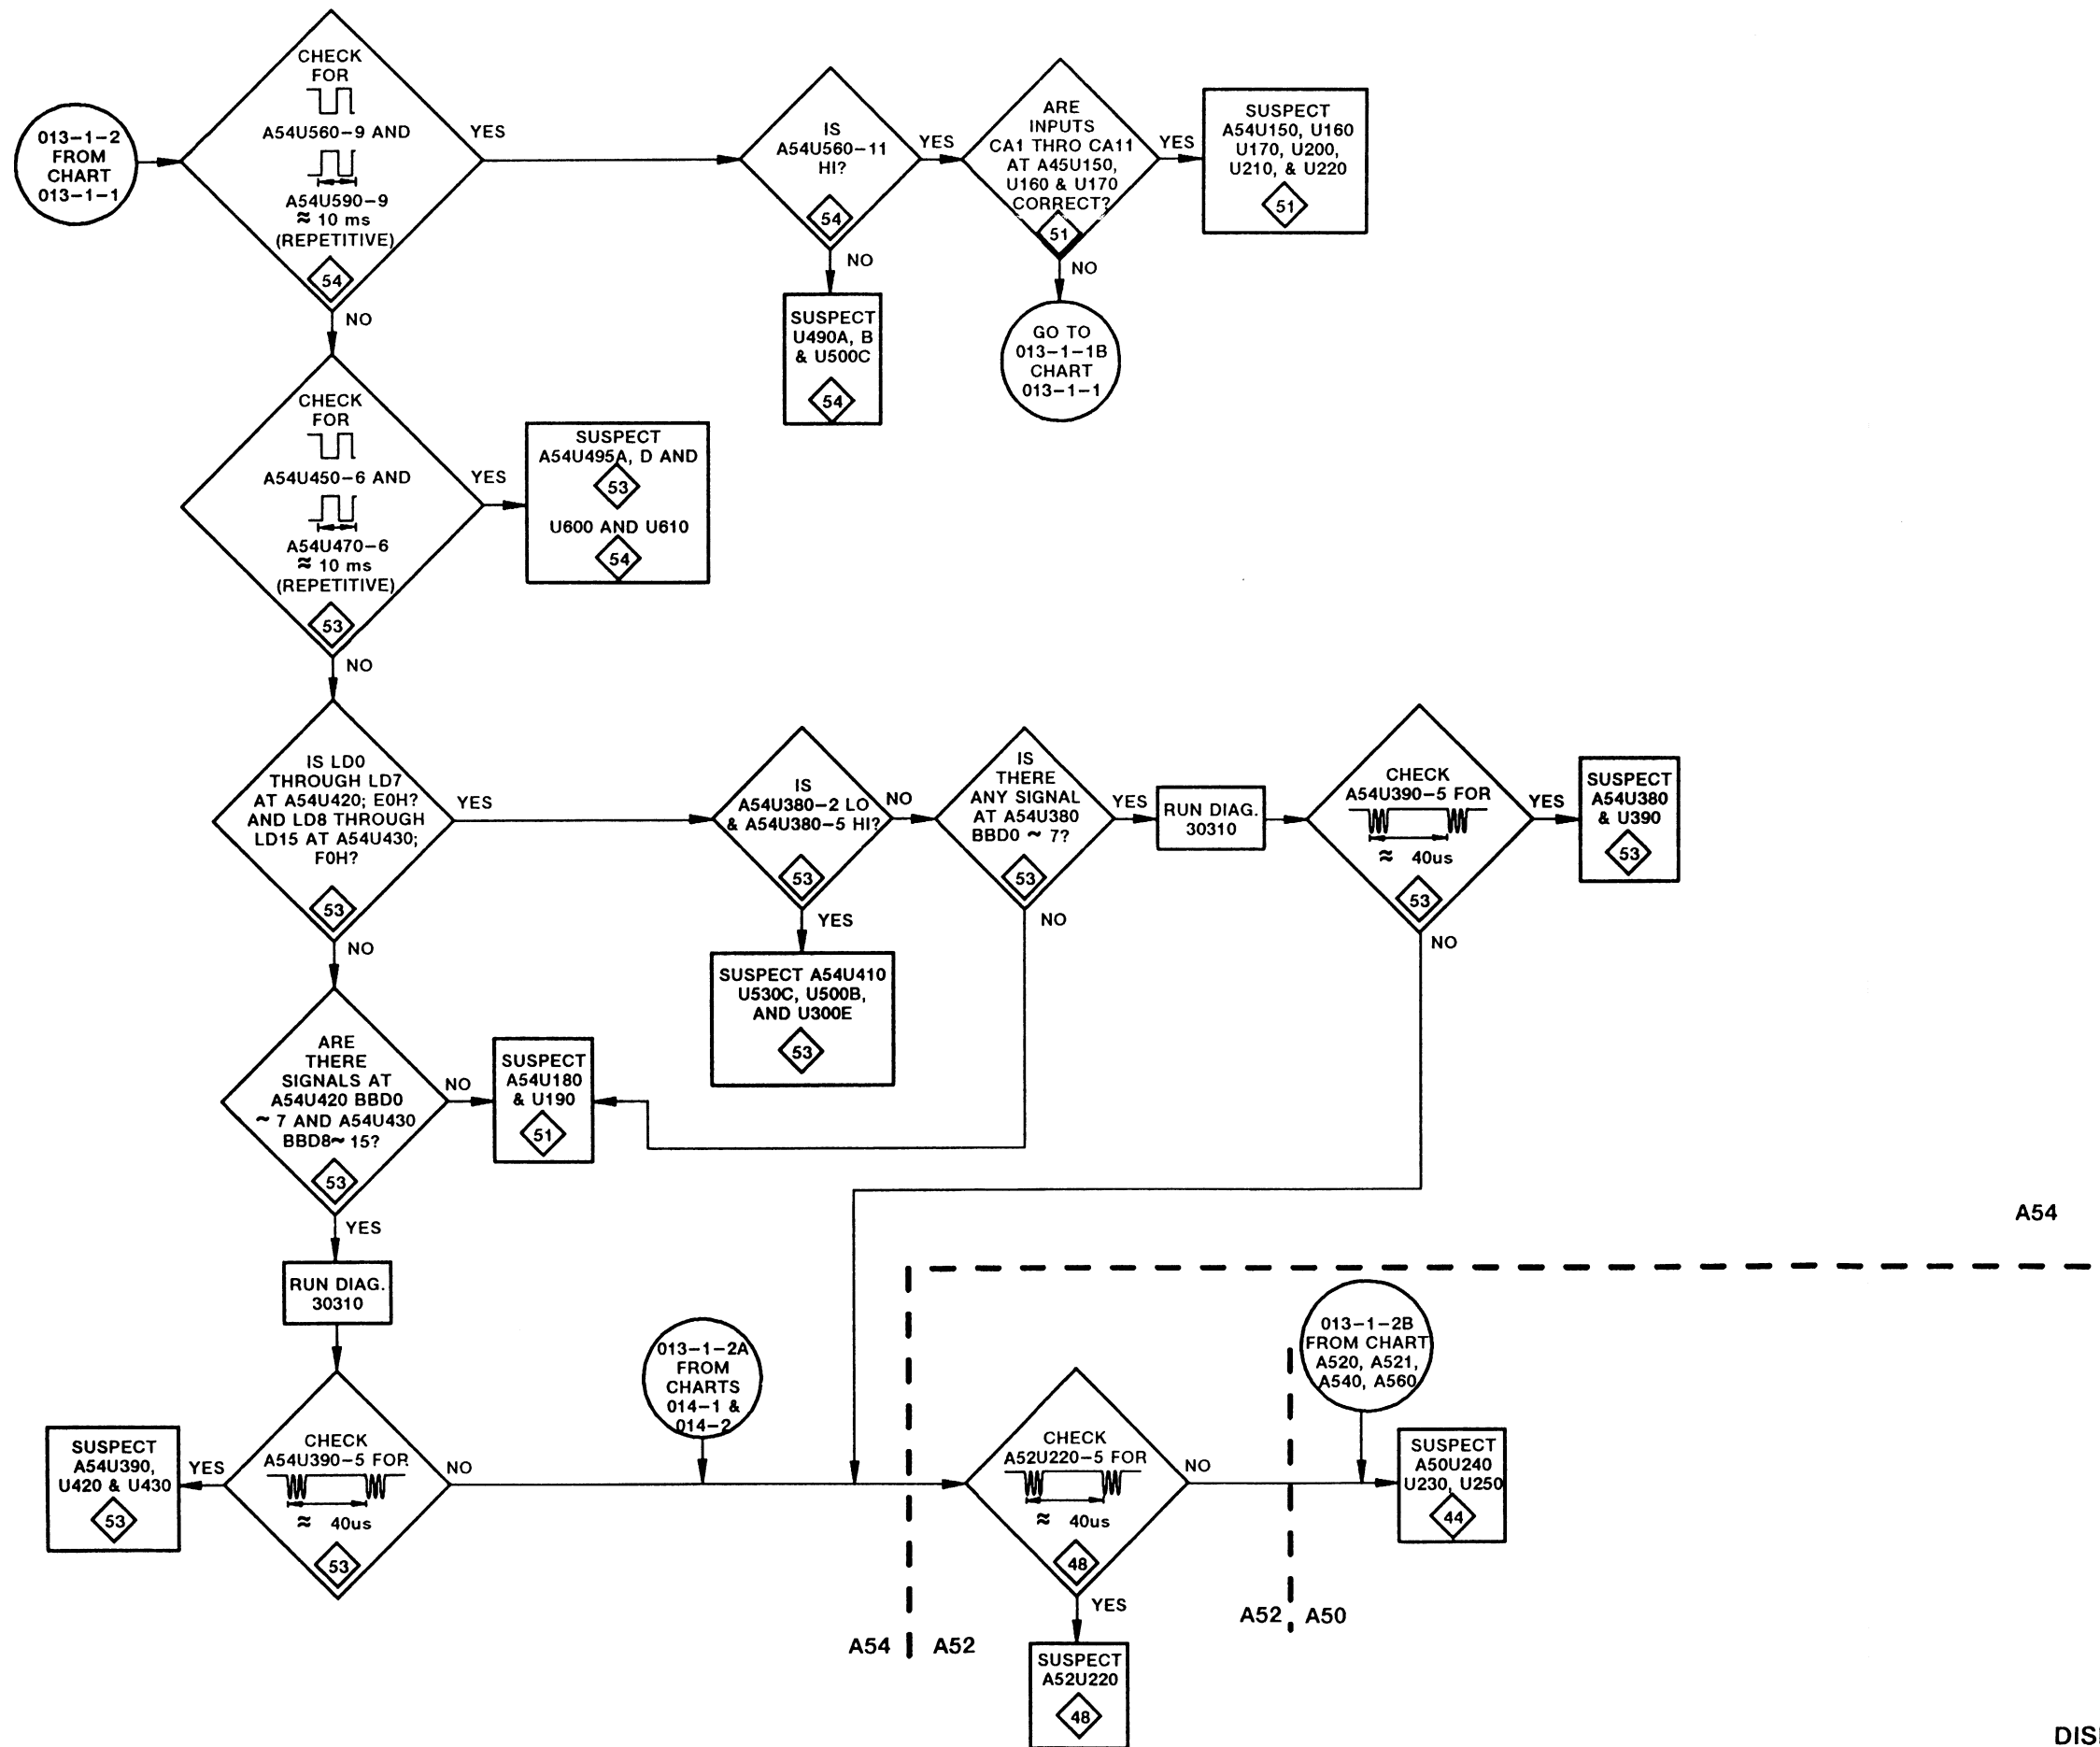 013-1-2
FROM
CHART
013-1-1
CHECK
FOR
A54U560-9 AND
A54U590-9
≈ 10 ms
(REPETITIVE)
54
YES
NO
IS
A54U560-11
HI?
54
YES
NO
ARE
INPUTS
CA1 THRO CA11
AT A45U150,
U160 & U170
CORRECT?
51
YES
NO
SUSPECT
A54U150, U160
U170, U200,
U210, & U220
51
SUSPECT
U490A, B
& U500C
54
GO TO
013-1-1B
CHART
013-1-1
CHECK
FOR
A54U450-6 AND
A54U470-6
≈ 10 ms
(REPETITIVE)
53
YES
NO
SUSPECT
A54U495A, D AND
53
U600 AND U610
54
IS LD0
THROUGH LD7
AT A54U420; E0H?
AND LD8 THROUGH
LD15 AT A54U430;
F0H?
53
YES
NO
IS
A54U380-2 LO
& A54U380-5 HI?
53
NO
YES
IS
THERE
ANY SIGNAL
AT A54U380
BBD0 ~ 7?
53
YES
NO
RUN DIAG.
30310
CHECK
A54U390-5 FOR
≈ 40us
53
YES
NO
SUSPECT
A54U380
& U390
53
SUSPECT A54U410
U530C, U500B,
AND U300E
53
ARE
THERE
SIGNALS AT
A54U420 BBD0
~ 7 AND A54U430
BBD8~ 15?
53
NO
YES
SUSPECT
A54U180
& U190
51
RUN DIAG.
30310
CHECK
A54U390-5 FOR
≈ 40us
53
YES
NO
SUSPECT
A54U390,
U420 & U430
53
013-1-2A
FROM
CHARTS
014-1 &
014-2
A54
CHECK
A52U220-5 FOR
≈ 40us
48
NO
YES
013-1-2B
FROM CHART
A520, A521,
A540, A560
SUSPECT
A50U240
U230, U250
44
A52
A50
A54
A52
SUSPECT
A52U220
48
DIS